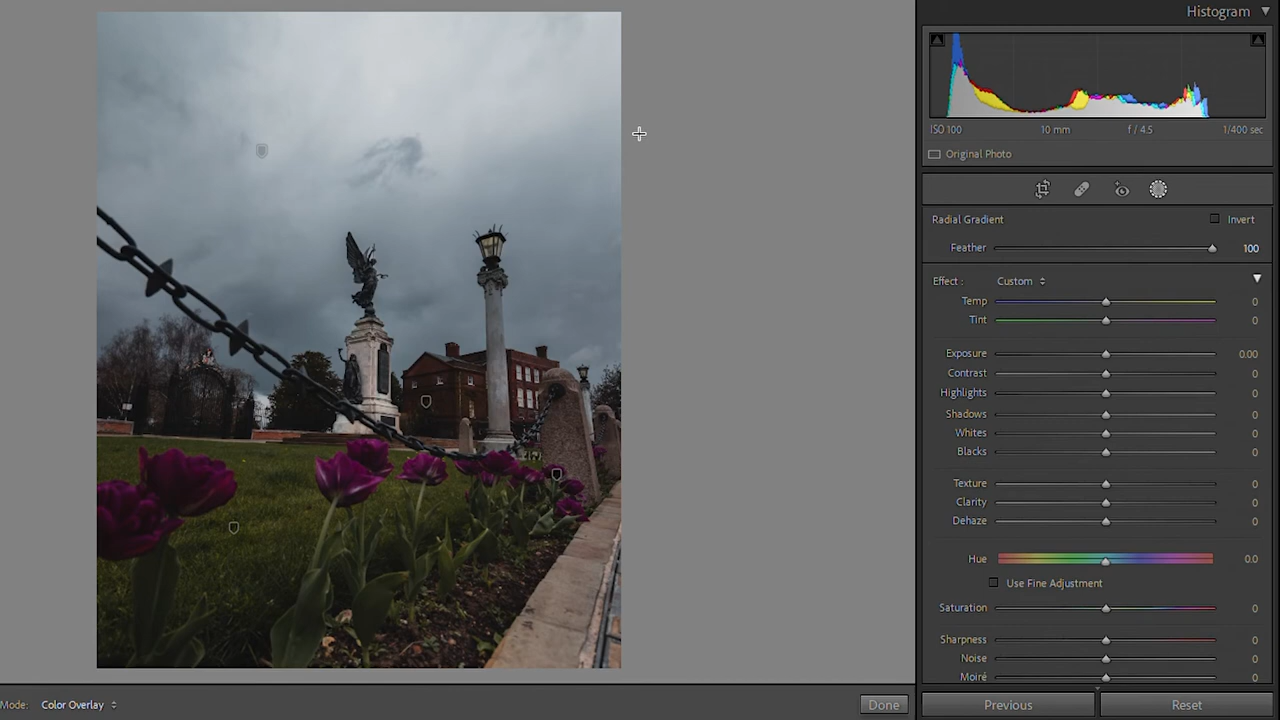 Histogram
ISO 100 10 mm f / 4.5 1/400 sec
Original Photo
Radial Gradient Invert
Feather 100
Effect : Custom
Temp 0
Tint 0
Exposure 0.00
Contrast 0
Highlights 0
Shadows 0
Whites 0
Blacks 0
Texture 0
Clarity 0
Dehaze 0
Hue 0.0
Use Fine Adjustment
Saturation 0
Sharpness 0
Noise 0
Moiré 0
Mode: Color Overlay Done Previous Reset